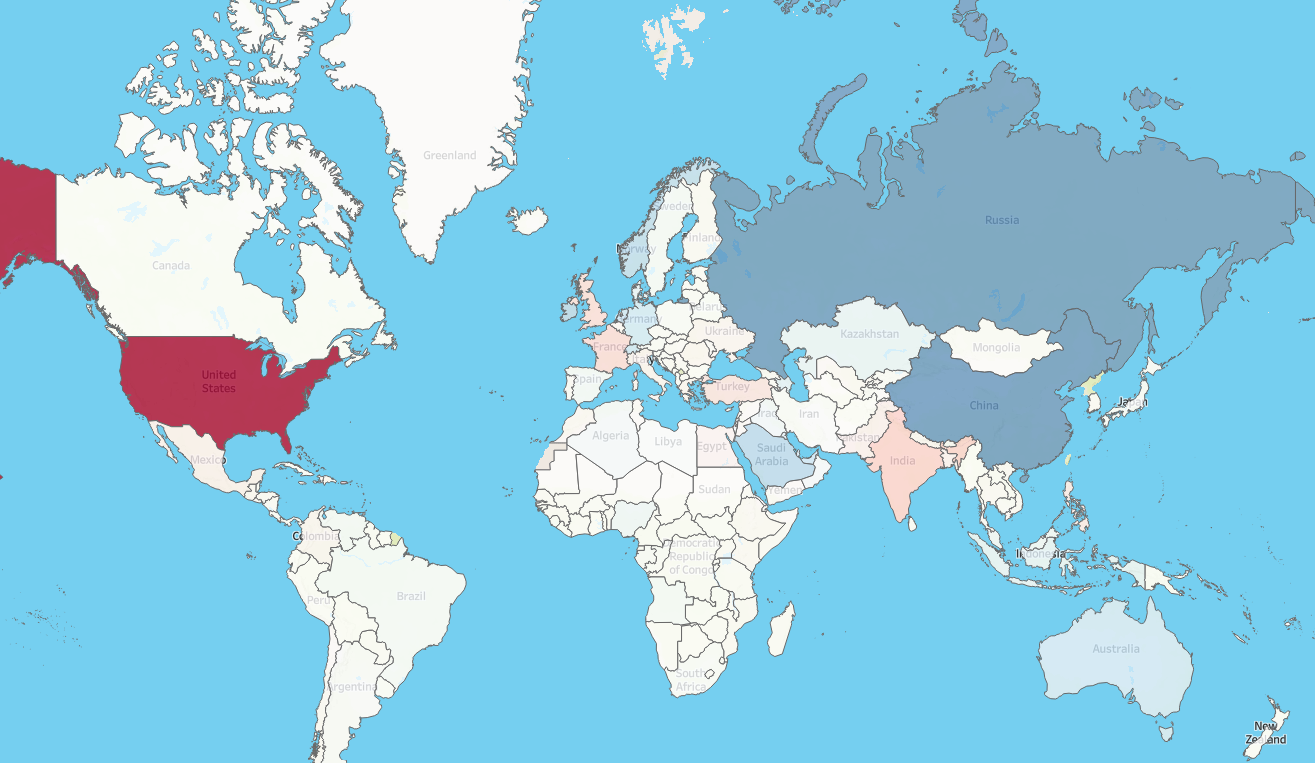 Greenland
Russia
Sweden
Norway
Finland
Canada
Belarus
Germany
Ukraine
Kazakhstan
France
Mongolia
Italy
United
States
Spain
Turkey
China
Japan
Iraq
Iran
Algeria
Libya
Egypt
Pakistan
Mexico
Saudi
Arabia
India
Sudan
Yemen
Colombia
Democratic
Republic
of Congo
Indonesia
Peru
Brazil
Australia
South
Africa
Argentina
New
Zealand